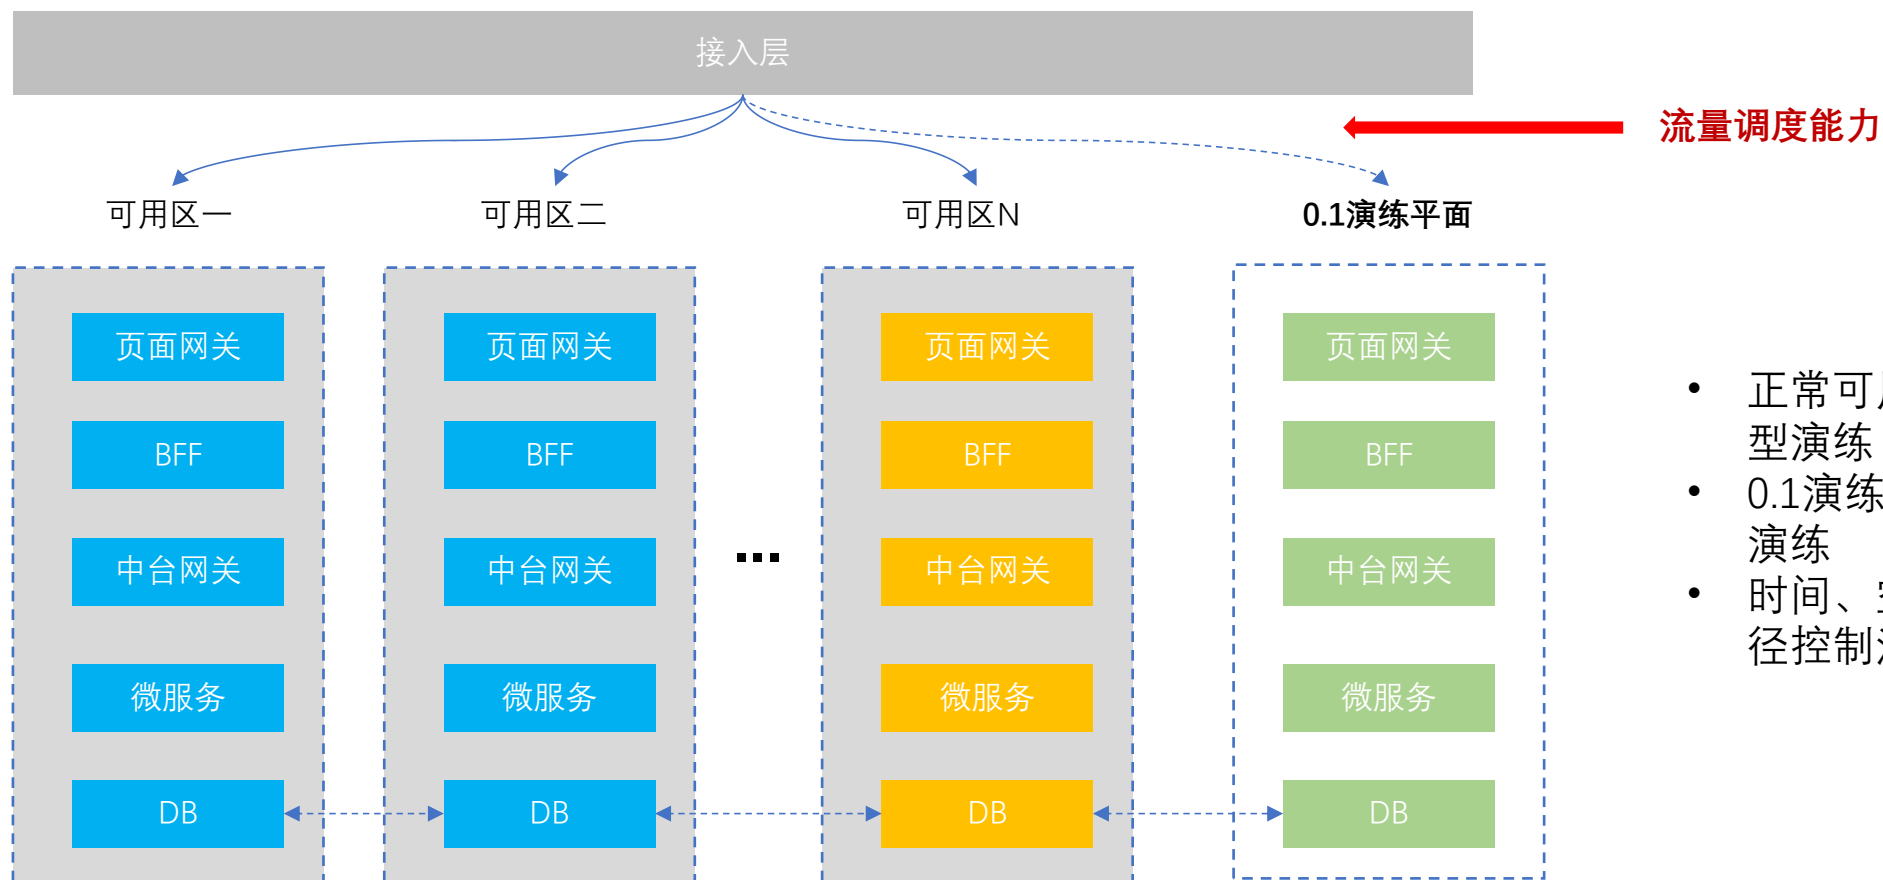 接入层
流量调度能力
可用区一
可用区二
可用区N
0.1演练平面
页面网关
页面网关
页面网关
页面网关
BFF
BFF
BFF
BFF
中台网关
中台网关
中台网关
中台网关
微服务
微服务
微服务
微服务
DB
DB
DB
DB
• 正常可
型演练
• 0.1演练
演练
• 时间、
径控制